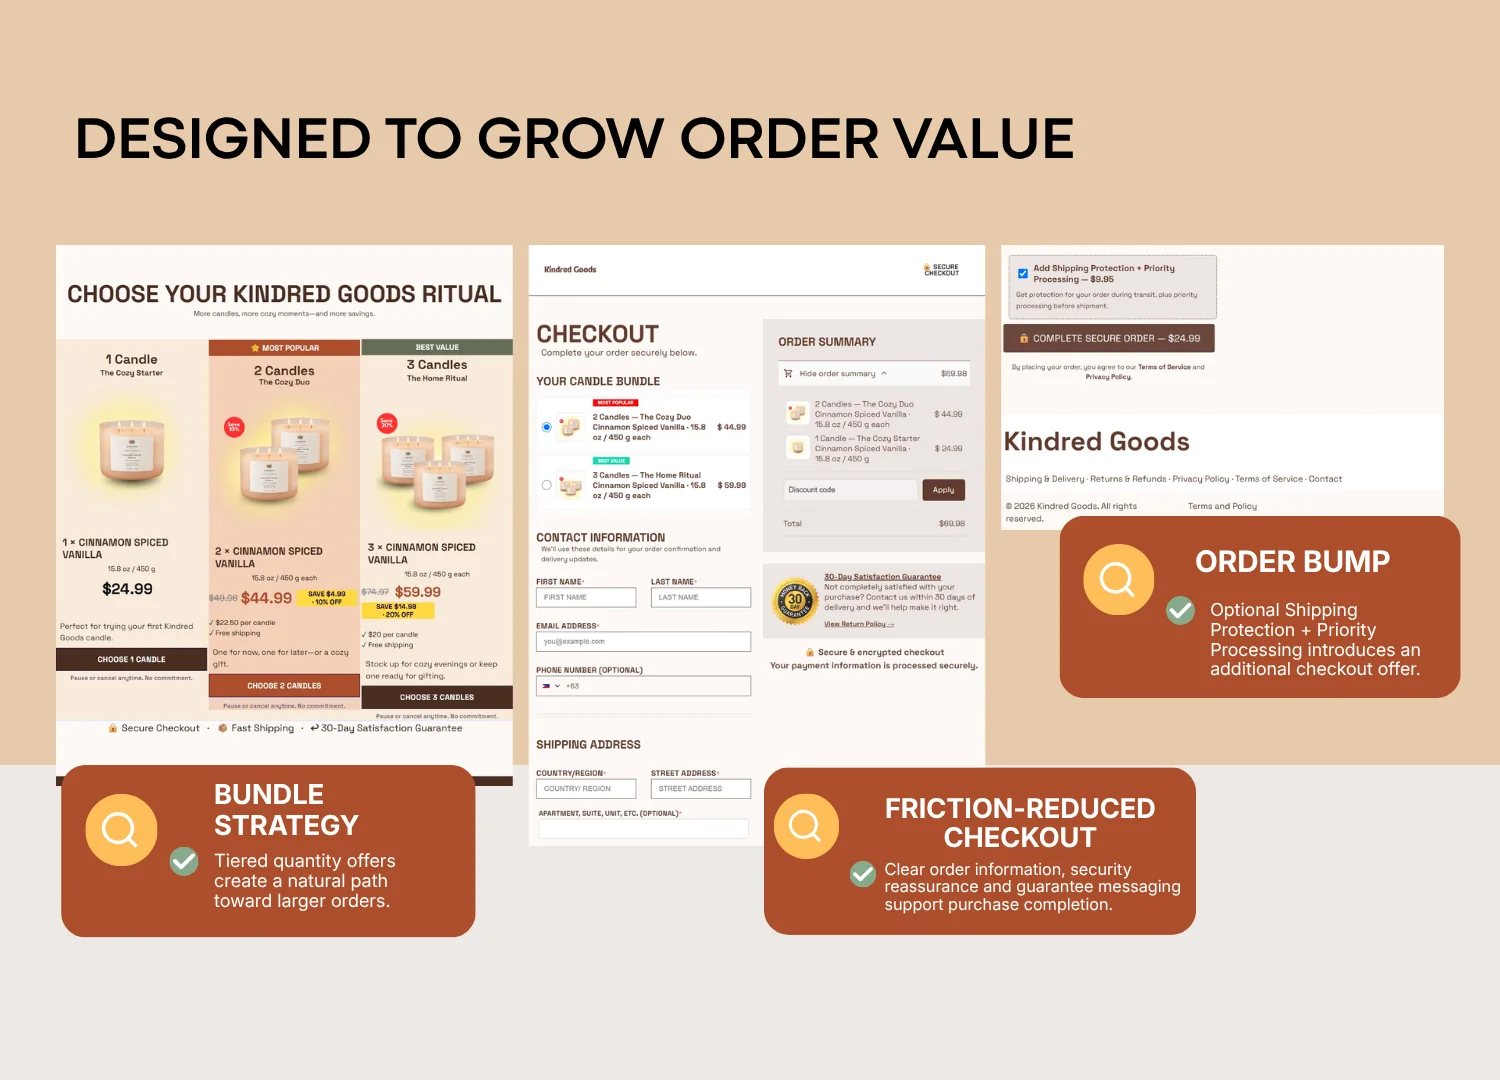 DESIGNED TO GROW ORDER VALUE
CHOOSE YOUR KINDRED GOODS RITUAL
More candles, more cozy moments—and more savings.
1 Candle
The Cozy Starter
1 × CINNAMON SPICED
VANILLA
15.8 oz / 450 g
$24.99
Perfect for trying your first Kindred
Goods candle.
CHOOSE 1 CANDLE
Pause or cancel anytime. No commitment.
⭐ MOST POPULAR
2 Candles
The Cozy Duo
Save
10%
2 × CINNAMON SPICED
VANILLA
15.8 oz / 450 g each
$49.98 $44.99 SAVE $4.99
· 10% OFF
✓ $22.50 per candle
✓ Free shipping
One for now, one for later—or a cozy
gift.
CHOOSE 2 CANDLES
Pause or cancel anytime. No commitment.
BEST VALUE
3 Candles
The Home Ritual
Save
20%
3 × CINNAMON SPICED
VANILLA
15.8 oz / 450 g each
$74.97 $59.99
SAVE $14.98
· 20% OFF
✓ $20 per candle
✓ Free shipping
Stock up for cozy evenings or keep
one ready for gifting.
CHOOSE 3 CANDLES
Pause or cancel anytime. No commitment.
🔒 Secure Checkout · 📦 Fast Shipping · ↩ 30-Day Satisfaction Guarantee
BUNDLE
STRATEGY
Tiered quantity offers
create a natural path
toward larger orders.
Kindred Goods
🔒 SECURE
CHECKOUT
CHECKOUT
Complete your order securely below.
YOUR CANDLE BUNDLE
MOST POPULAR
2 Candles — The Cozy Duo
Cinnamon Spiced Vanilla · 15.8
oz / 450 g each
$ 44.99
BEST VALUE
3 Candles — The Home Ritual
Cinnamon Spiced Vanilla · 15.8
oz / 450 g each
$ 59.99
CONTACT INFORMATION
We'll use these details for your order confirmation and
delivery updates.
FIRST NAME* LAST NAME*
FIRST NAME LAST NAME
EMAIL ADDRESS*
you@example.com
PHONE NUMBER (OPTIONAL)
+63
SHIPPING ADDRESS
COUNTRY/REGION* STREET ADDRESS*
COUNTRY/ REGION STREET ADDRESS
APARTMENT, SUITE, UNIT, ETC. (OPTIONAL)*
ORDER SUMMARY
Hide order summary ^ $69.98
2 Candles — The Cozy Duo
Cinnamon Spiced Vanilla ·
15.8 oz / 450 g each
$ 44.99
1 Candle — The Cozy Starter
Cinnamon Spiced Vanilla ·
15.8 oz / 450 g
$ 24.99
Discount code Apply
Total $69.98
MONEY BACK
30
DAY
GUARANTEE
30-Day Satisfaction Guarantee
Not completely satisfied with your
purchase? Contact us within 30 days of
delivery and we'll help make it right.
View Return Policy →
🔒 Secure & encrypted checkout
Your payment information is processed securely.
FRICTION-REDUCED
CHECKOUT
Clear order information, security
reassurance and guarantee messaging
support purchase completion.
Add Shipping Protection + Priority
Processing — $9.95
Get protection for your order during transit, plus priority
processing before shipment.
🔒 COMPLETE SECURE ORDER — $24.99
By placing your order, you agree to our Terms of Service and
Privacy Policy.
Kindred Goods
Shipping & Delivery · Returns & Refunds · Privacy Policy · Terms of Service · Contact
© 2026 Kindred Goods. All rights
reserved.
Terms and Policy
ORDER BUMP
Optional Shipping
Protection + Priority
Processing introduces an
additional checkout offer.